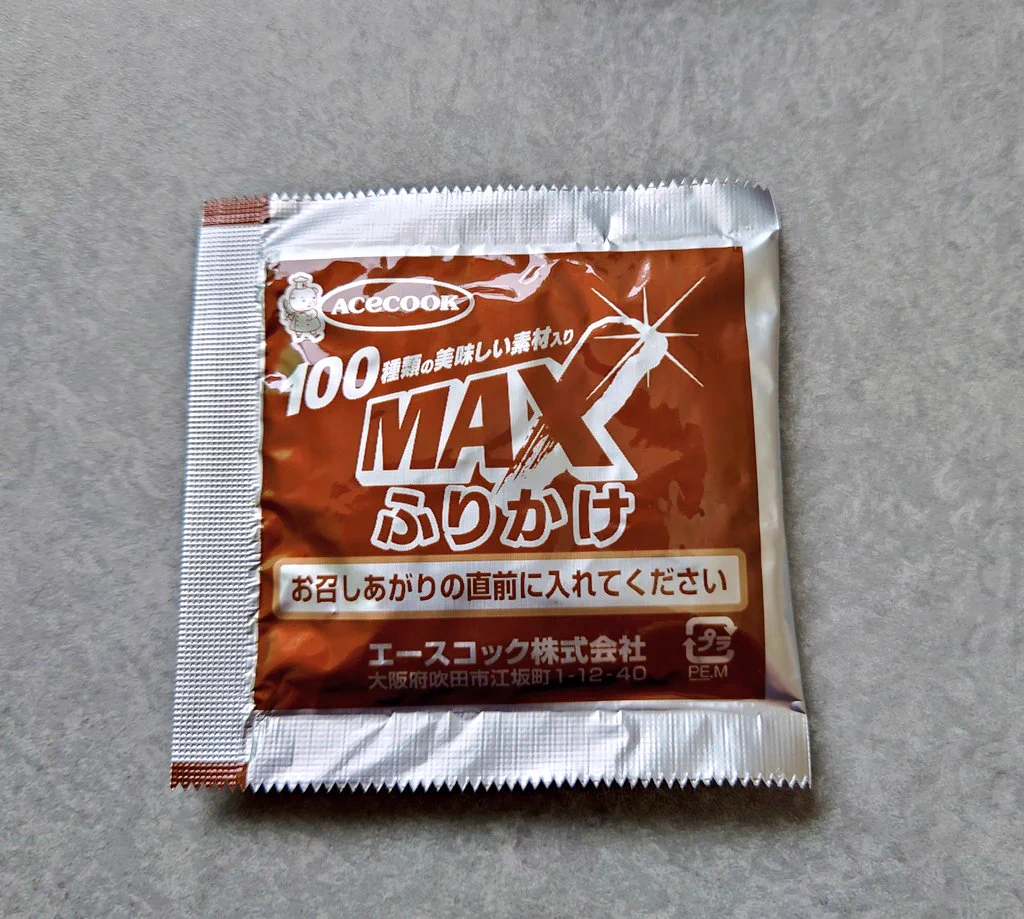 ACECOOK
100種類の美味しい素材入り
MAX
ふりかけ
お召しあがりの直前に入れてください
エースコック株式会社
大阪府吹田市江坂町1-12-40
プラ
PE.M